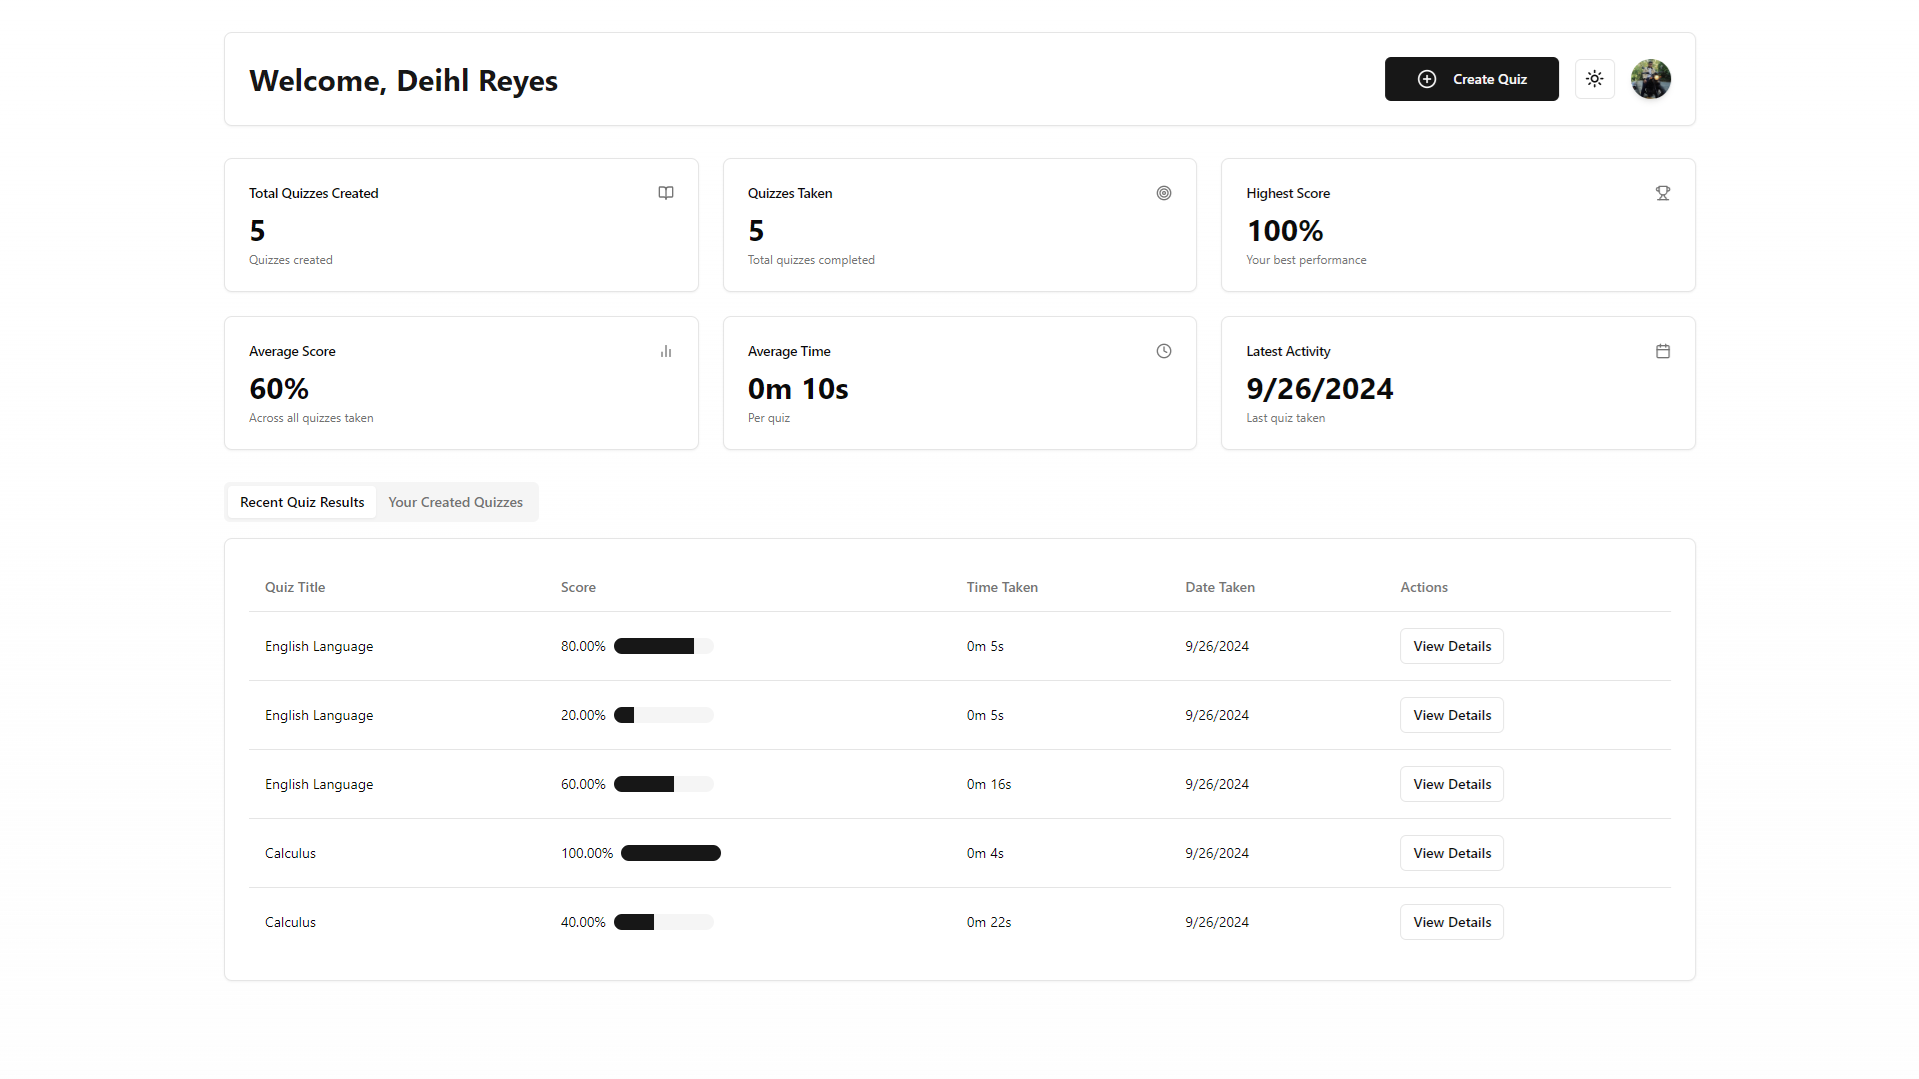 Welcome, Deihl Reyes
Create Quiz
Total Quizzes Created
5
Quizzes created
Quizzes Taken
5
Total quizzes completed
Highest Score
100%
Your best performance
Average Score
60%
Across all quizzes taken
Average Time
0m 10s
Per quiz
Latest Activity
9/26/2024
Last quiz taken
Recent Quiz Results Your Created Quizzes
Quiz Title Score Time Taken Date Taken Actions
English Language 80.00% 0m 5s 9/26/2024 View Details
English Language 20.00% 0m 5s 9/26/2024 View Details
English Language 60.00% 0m 16s 9/26/2024 View Details
Calculus 100.00% 0m 4s 9/26/2024 View Details
Calculus 40.00% 0m 22s 9/26/2024 View Details